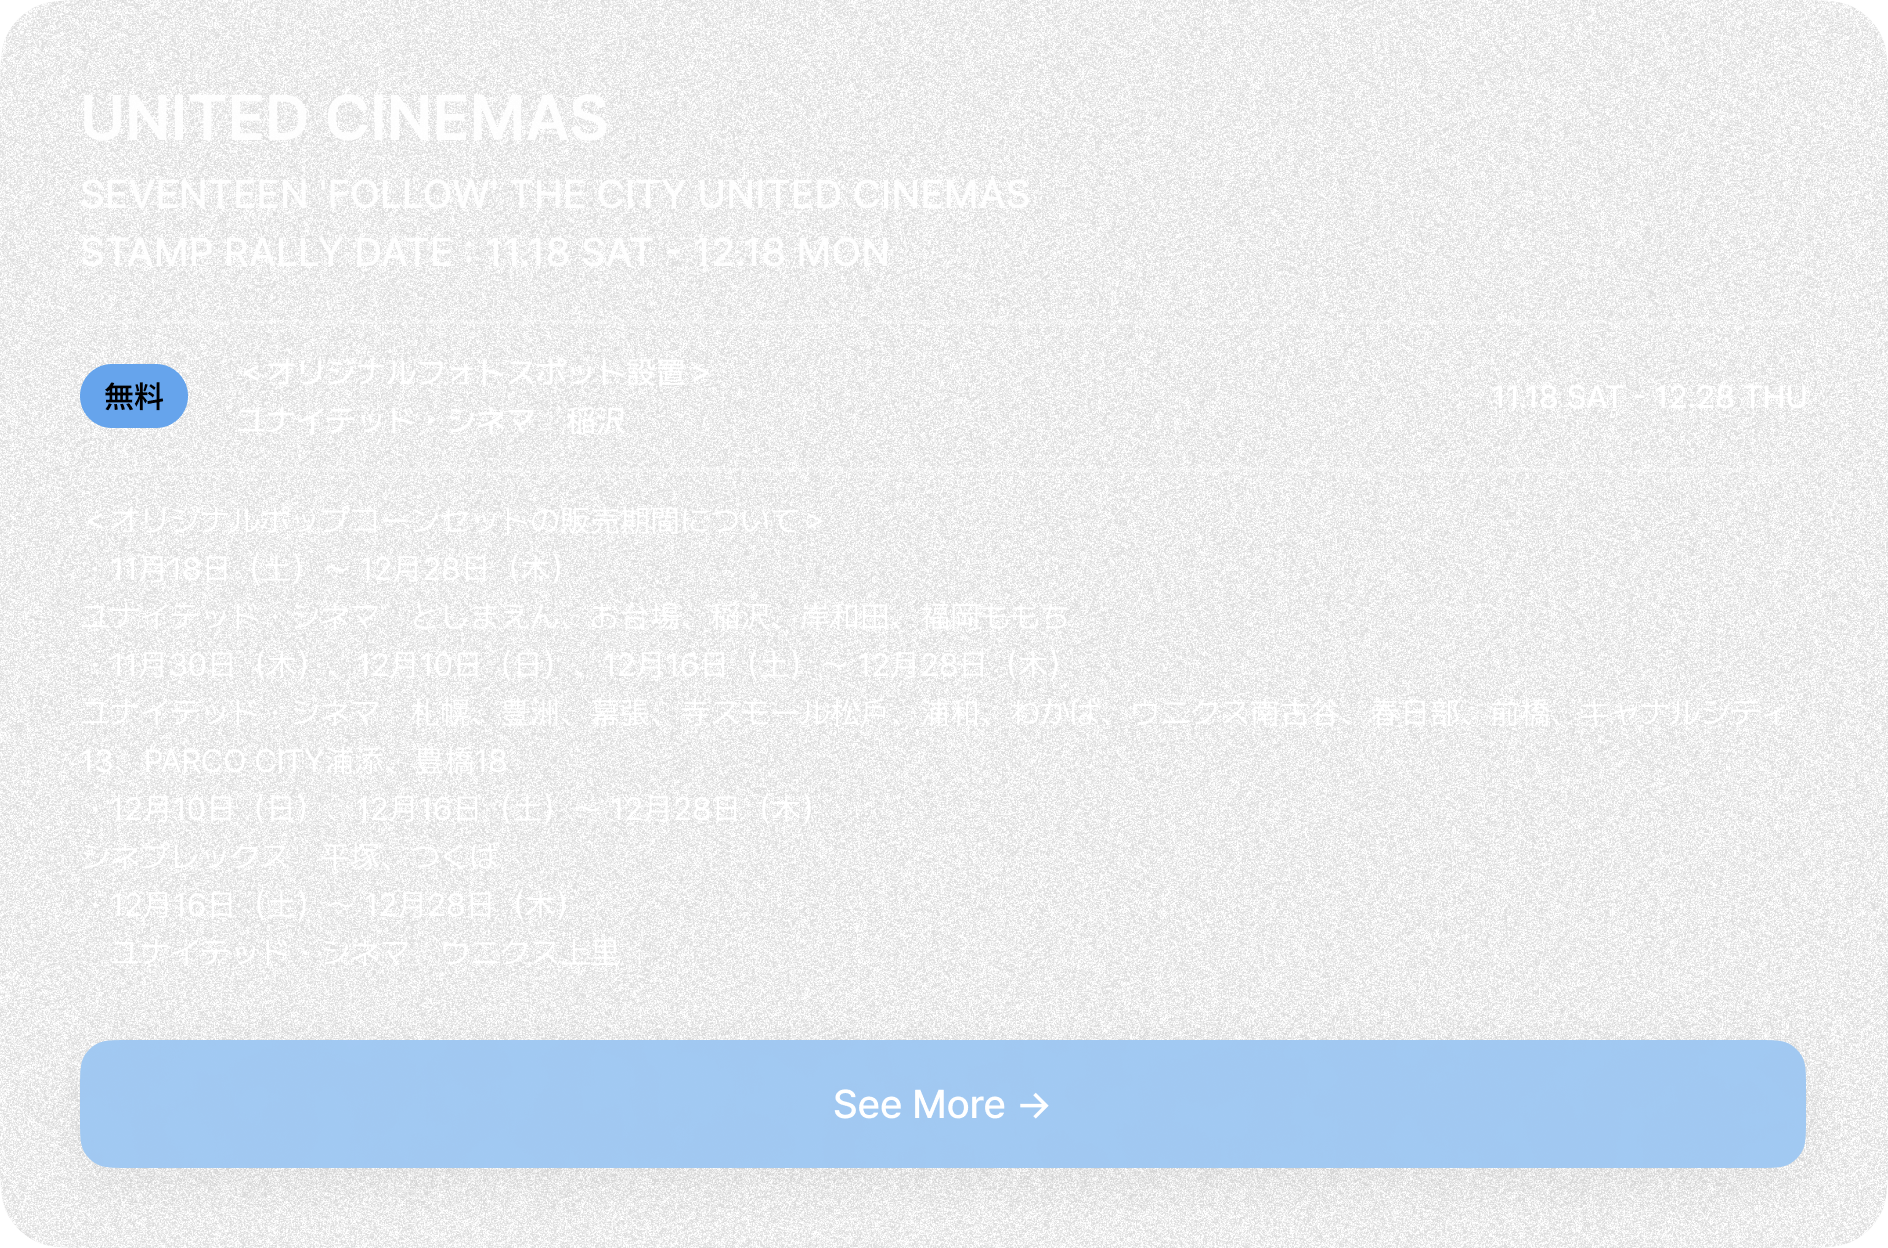 UNITED CINEMAS
SEVENTEEN 'FOLLOW' THE CITY UNITED CINEMAS
STAMP RALLY DATE : 11.18 SAT - 12.18 MON
無料
＜オリジナルフォトスポット設置＞
ユナイテッド・シネマ　稲沢
11.18 SAT - 12.28 THU
＜オリジナルポップコーンセットの販売期間について＞
・11月18日（土）～ 12月28日（木）
ユナイテッド・シネマ　としまえん、お台場、稲沢、岸和田、福岡ももち
・11月30日（木）、12月10日（日）、12月16日（土）～ 12月28日（木）
ユナイテッド・シネマ　札幌、豊洲、幕張、テラスモール松戸、浦和、わかば、ウニクス南古谷、春日部、前橋、キャナルシティ
13、PARCO CITY浦添、豊橋18
・12月10日（日）、12月16日（土）～ 12月28日（木）
シネプレックス　平塚、つくば
・12月16日（土）～ 12月28日（木）
　ユナイテッド・シネマ　ウニクス上里
See More →